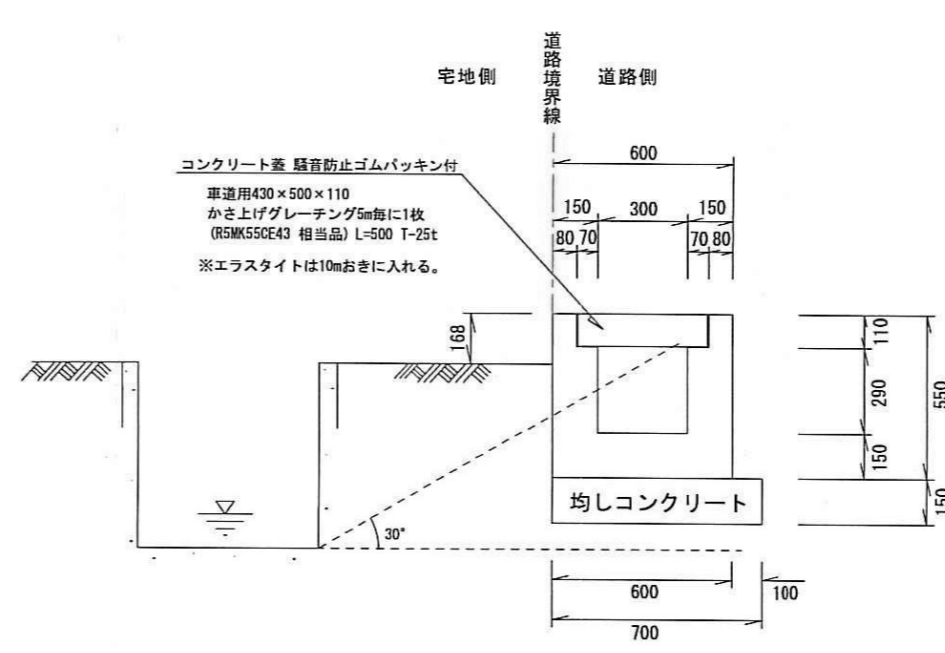 道路境界線
宅地側
道路側
コンクリート蓋 騒音防止ゴムパッキン付
車道用430×500×110
かさ上げグレーチング5m毎に1枚
(R5MK55CE43 相当品) L=500 T-25t
※エラスタイトは10mおきに入れる。
600
150 300 150
80 70 70 80
168
110
290
550
150
150
均しコンクリート
30°
600
100
700